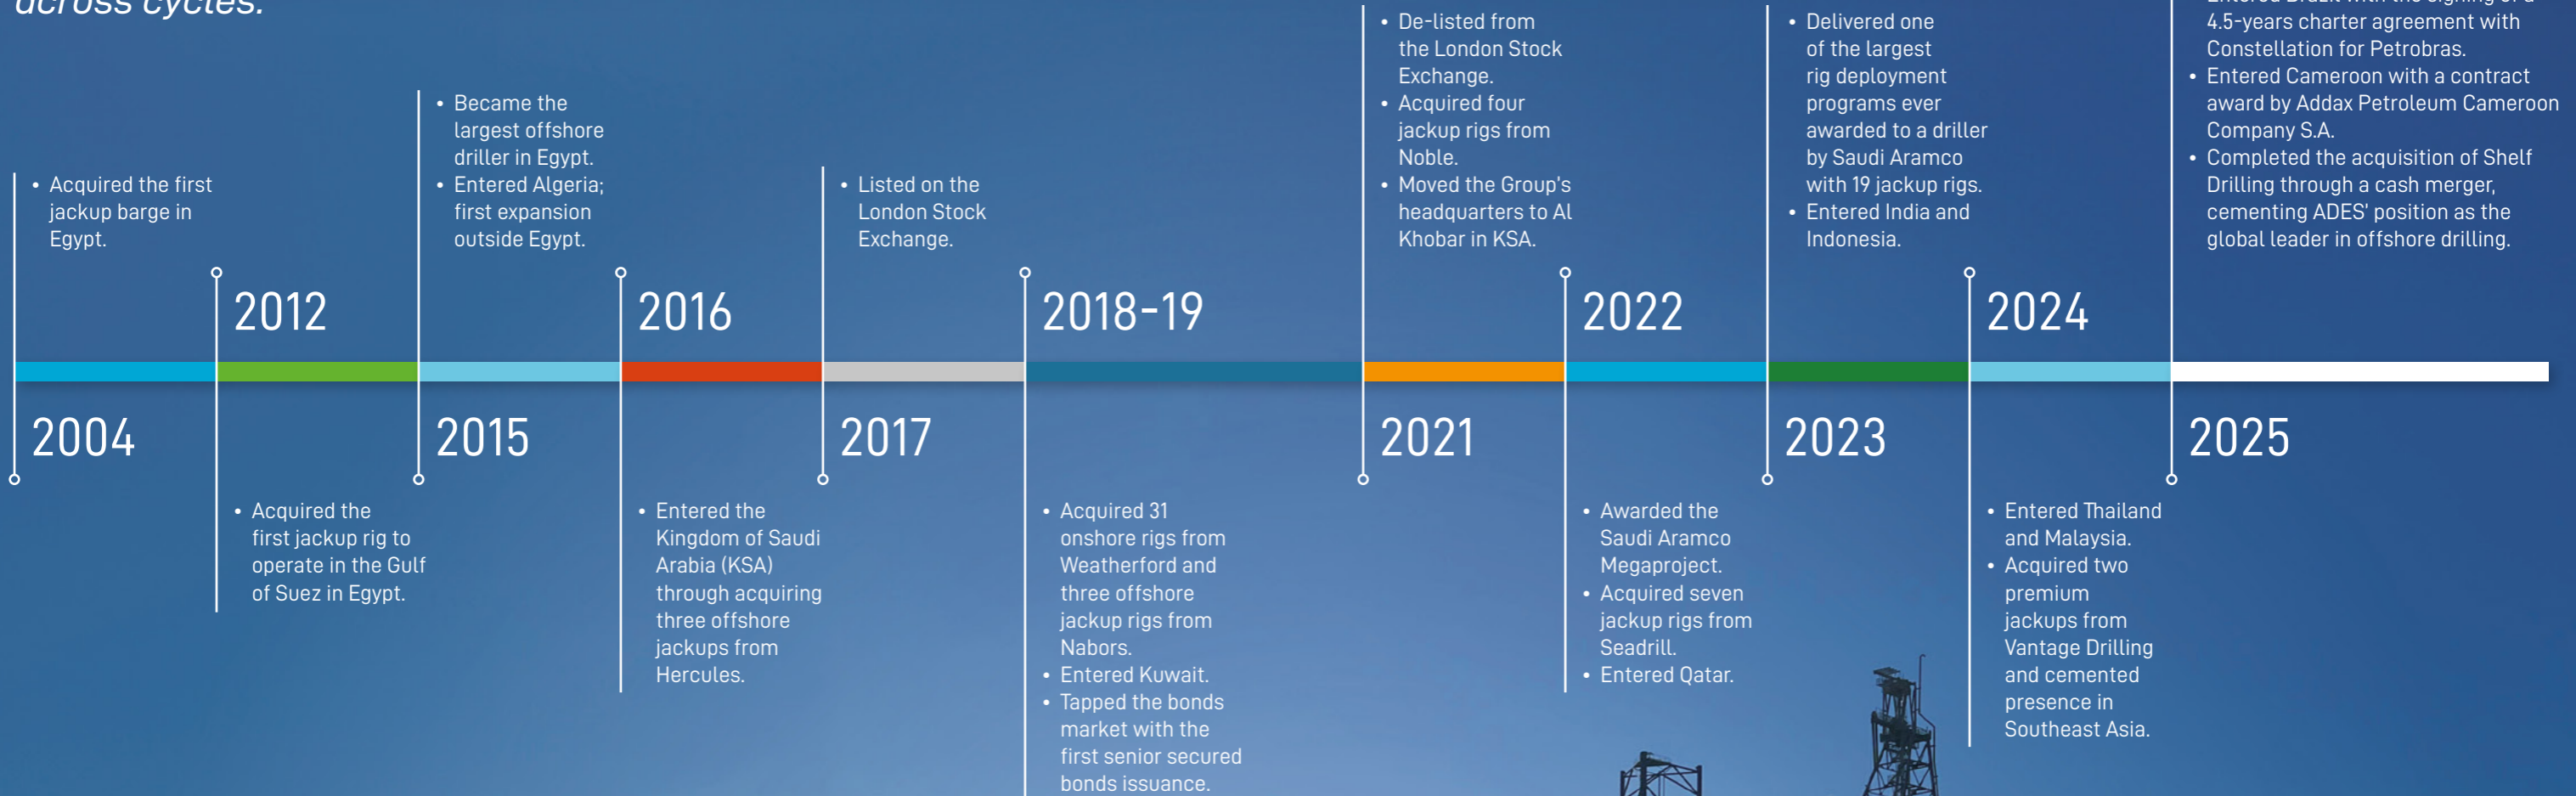 across cycles.
• Acquired the first
jackup barge in
Egypt.
2004
2012
• Acquired the
first jackup rig to
operate in the Gulf
of Suez in Egypt.
• Became the
largest offshore
driller in Egypt.
• Entered Algeria;
first expansion
outside Egypt.
2015
2016
• Entered the
Kingdom of Saudi
Arabia (KSA)
through acquiring
three offshore
jackups from
Hercules.
• Listed on the
London Stock
Exchange.
2017
2018-19
• Acquired 31
onshore rigs from
Weatherford and
three offshore
jackup rigs from
Nabors.
• Entered Kuwait.
• Tapped the bonds
market with the
first senior secured
bonds issuance.
• De-listed from
the London Stock
Exchange.
• Acquired four
jackup rigs from
Noble.
• Moved the Group's
headquarters to Al
Khobar in KSA.
2021
2022
• Awarded the
Saudi Aramco
Megaproject.
• Acquired seven
jackup rigs from
Seadrill.
• Entered Qatar.
• Delivered one
of the largest
rig deployment
programs ever
awarded to a driller
by Saudi Aramco
with 19 jackup rigs.
• Entered India and
Indonesia.
2023
2024
• Entered Thailand
and Malaysia.
• Acquired two
premium
jackups from
Vantage Drilling
and cemented
presence in
Southeast Asia.
Entered Brazil with the signing of a
4.5-years charter agreement with
Constellation for Petrobras.
• Entered Cameroon with a contract
award by Addax Petroleum Cameroon
Company S.A.
• Completed the acquisition of Shelf
Drilling through a cash merger,
cementing ADES' position as the
global leader in offshore drilling.
2025